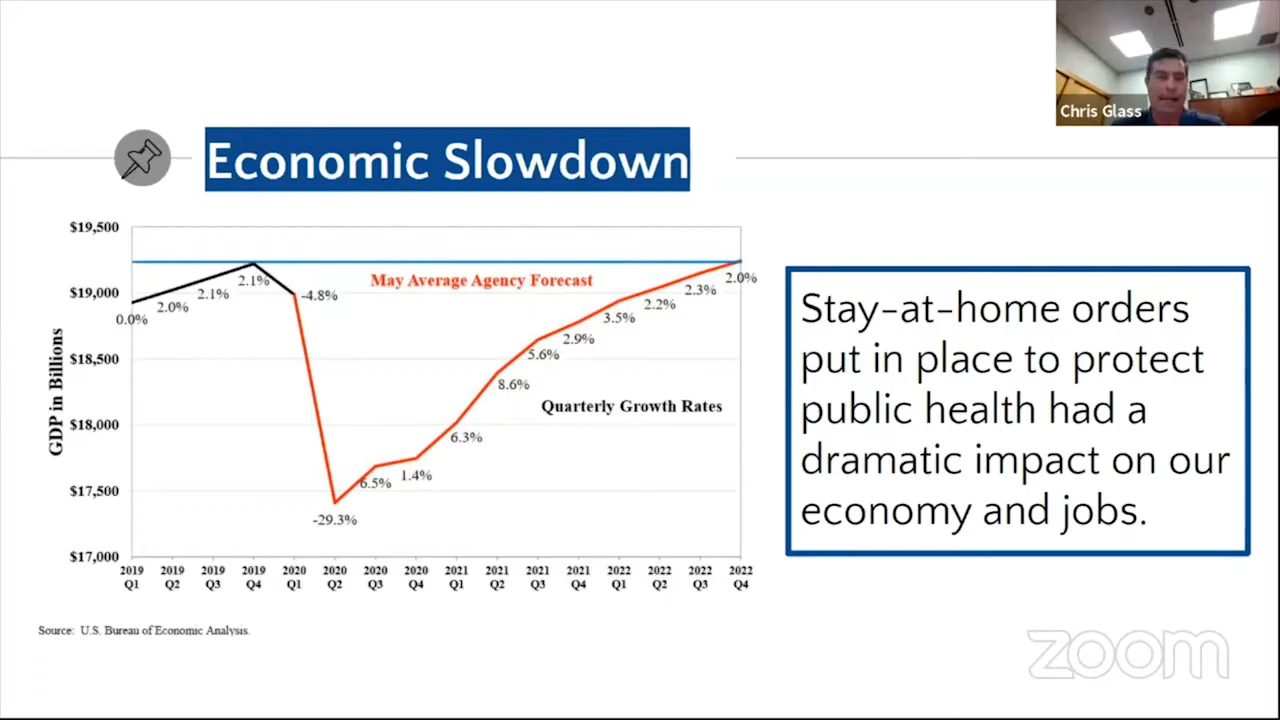 Chris Glass
Economic Slowdown
$19,500
$19,000
$18,500
$18,000
$17,500
$17,000
GDP in Billions
0.0%
2.0%
2.1%
2.1%
-4.8%
-29.3%
6.5%
1.4%
6.3%
8.6%
5.6%
2.9%
3.5%
2.2%
2.3%
2.0%
May Average Agency Forecast
Quarterly Growth Rates
2019 2019 2019 2019 2020 2020 2020 2020 2021 2021 2021 2021 2022 2022 2022 2022
Q1 Q2 Q3 Q4 Q1 Q2 Q3 Q4 Q1 Q2 Q3 Q4 Q1 Q2 Q3 Q4
Source: U.S. Bureau of Economic Analysis.
Stay-at-home orders
put in place to protect
public health had a
dramatic impact on our
economy and jobs.
zoom